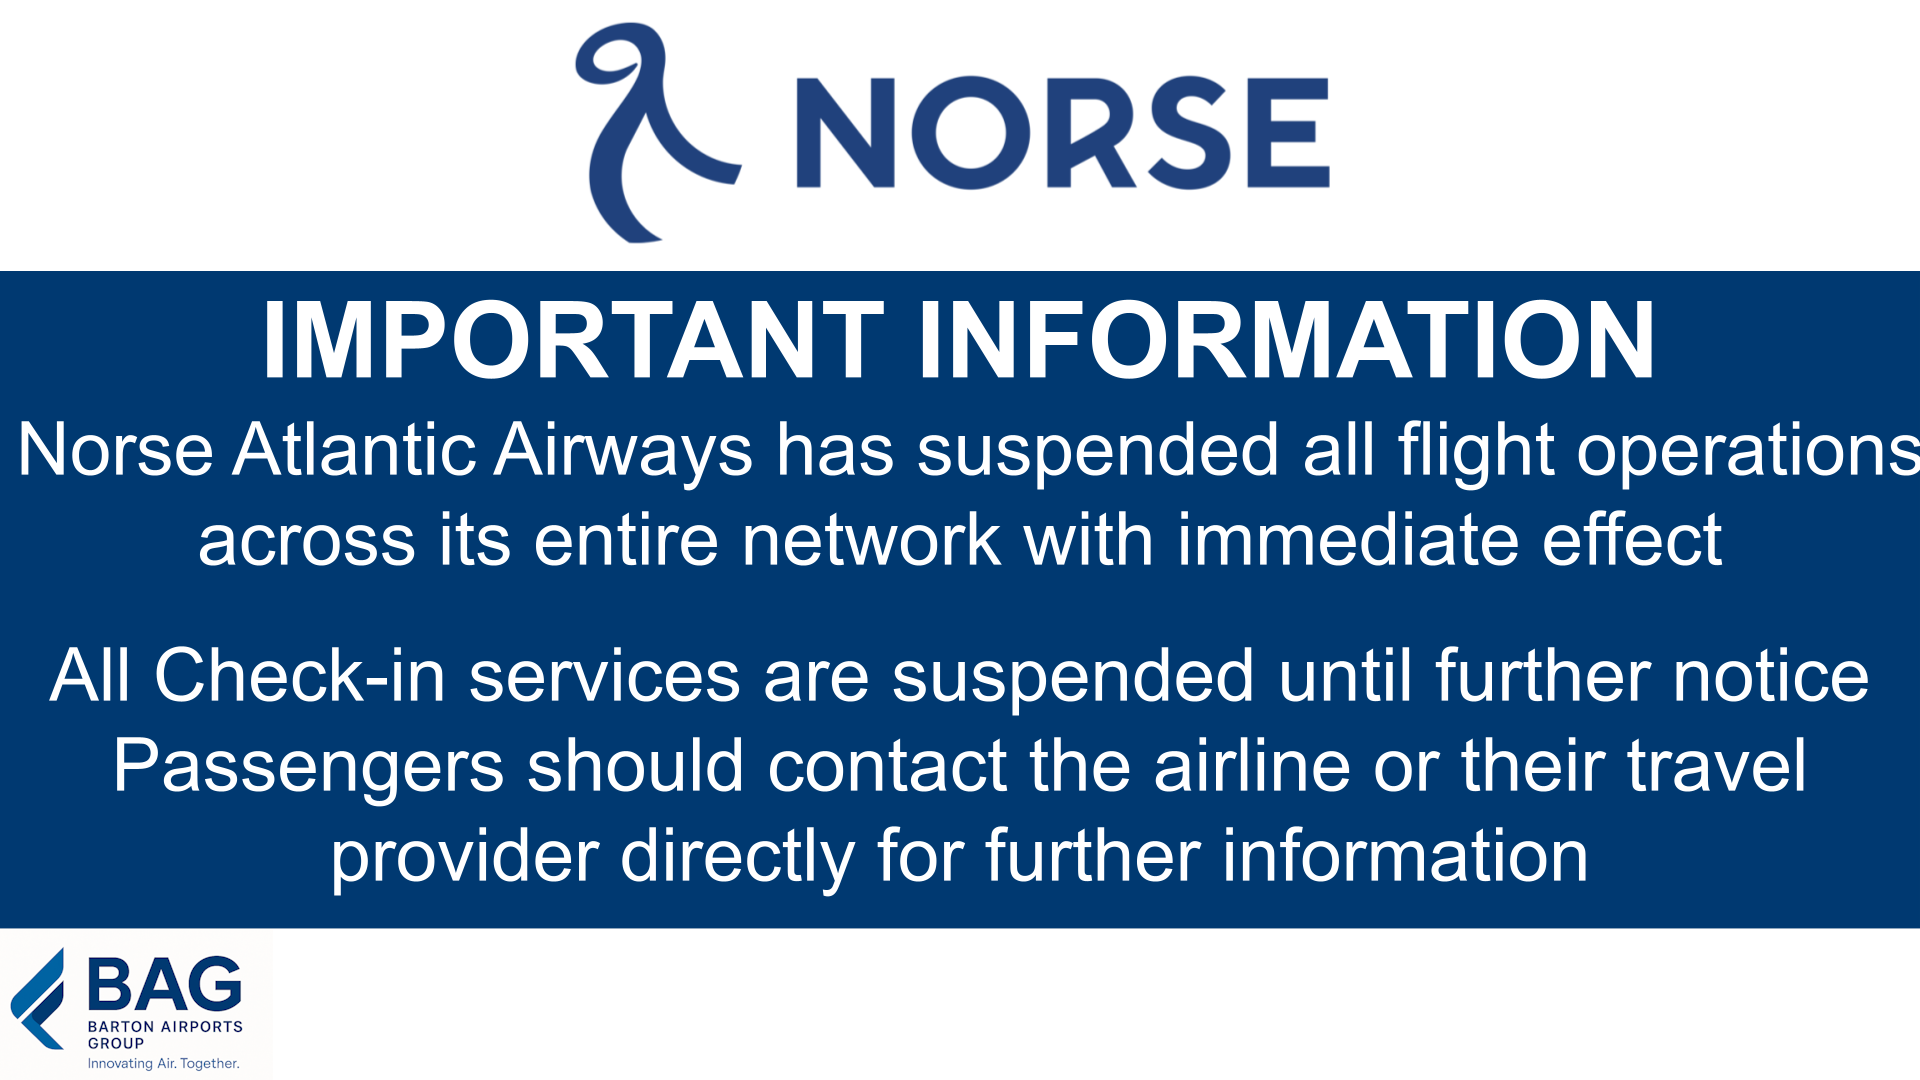 NORSE
IMPORTANT INFORMATION
Norse Atlantic Airways has suspended all flight operations
across its entire network with immediate effect
All Check-in services are suspended until further notice
Passengers should contact the airline or their travel
provider directly for further information
BAG
BARTON AIRPORTS
GROUP
Innovating Air. Together.